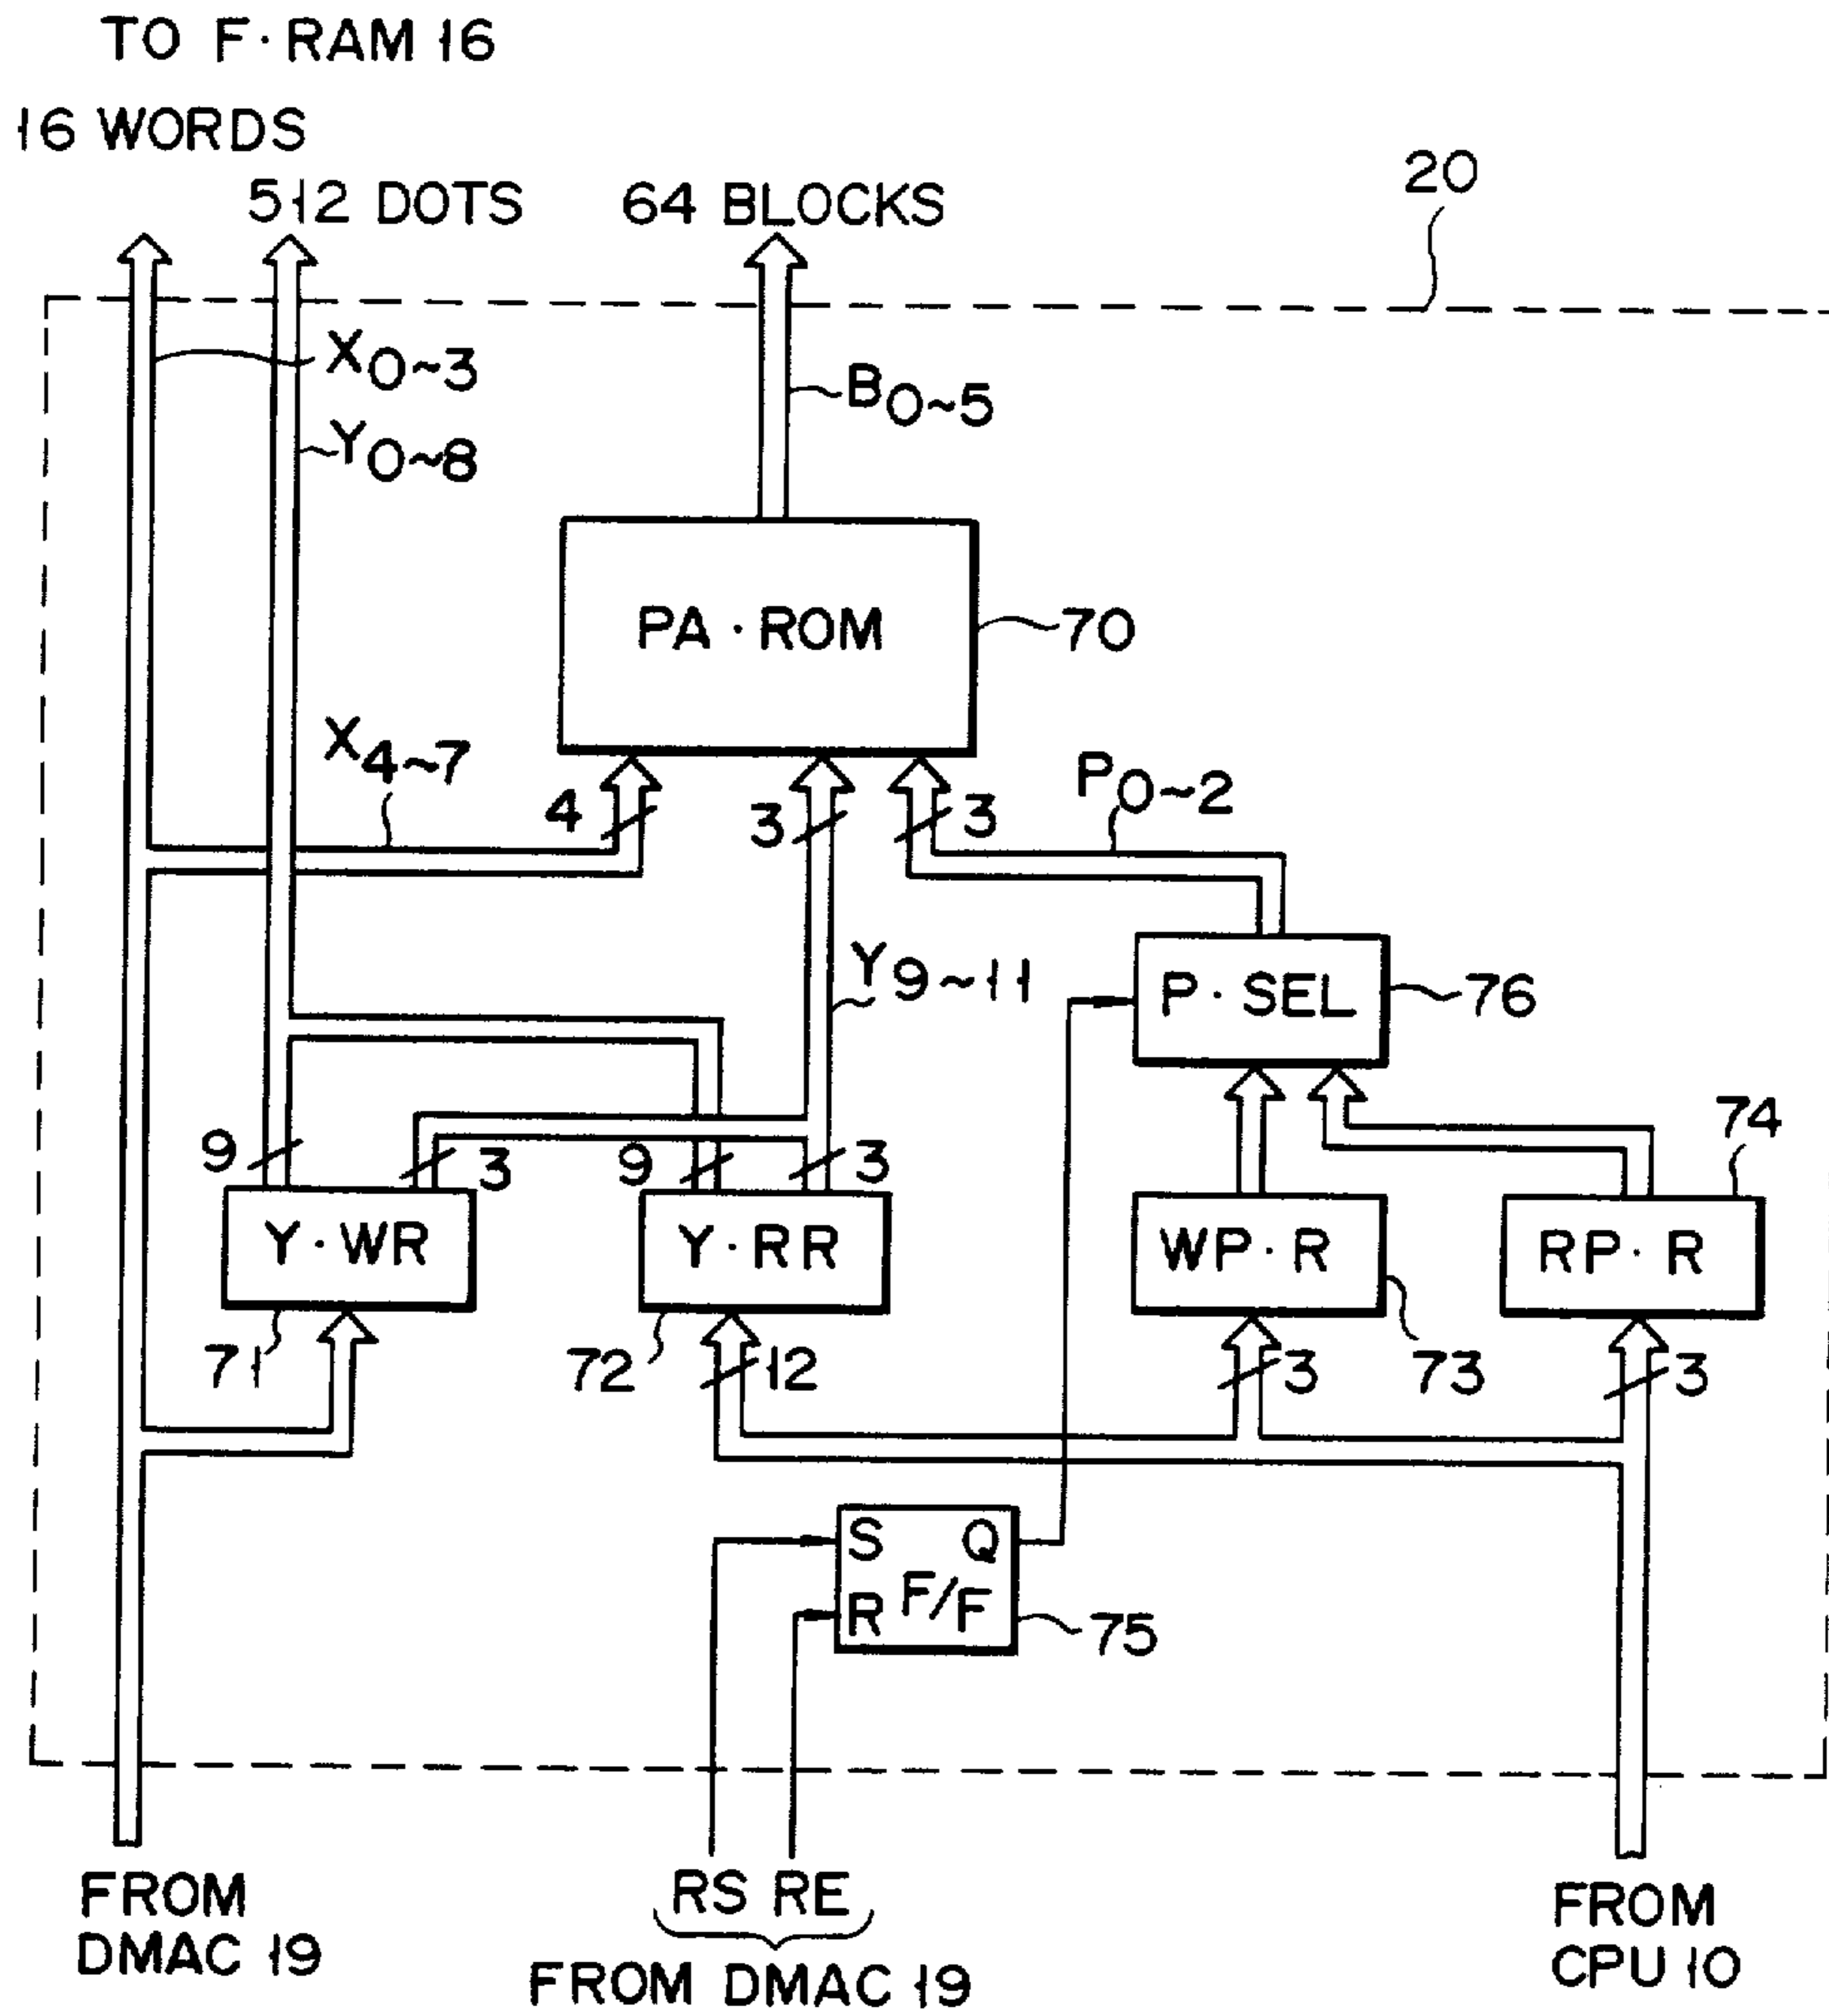 TO F·RAM 16
16 WORDS
512 DOTS
64 BLOCKS
20
X0~3
B0~5
Y0~8
PA·ROM
70
X4~7
4
3
3
P0~2
Y9~11
P·SEL
76
9
3
9
3
74
Y·WR
Y·RR
WP·R
RP·R
71
72
12
3
73
3
S Q
R F/F
75
RS RE
FROM
DMAC 19
FROM DMAC 19
FROM
CPU 10